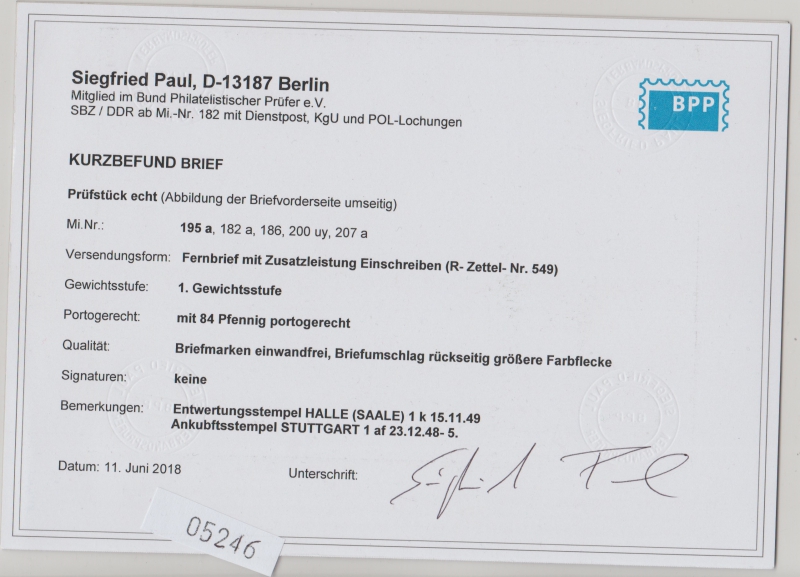 Siegfried Paul, D-13187 Berlin
Mitglied im Bund Philatelistischer Prüfer e.V.
SBZ / DDR ab Mi.-Nr. 182 mit Dienstpost, KgU und POL-Lochungen
BPP
KURZBEFUND BRIEF
Prüfstück echt (Abbildung der Briefvorderseite umseitig)
Mi.Nr.: 195 a, 182 a, 186, 200 uy, 207 a
Versendungsform: Fernbrief mit Zusatzleistung Einschreiben (R- Zettel- Nr. 549)
Gewichtsstufe: 1. Gewichtsstufe
Portogerecht: mit 84 Pfennig portogerecht
Qualität: Briefmarken einwandfrei, Briefumschlag rückseitig größere Farbflecke
Signaturen: keine
Bemerkungen: Entwertungsstempel HALLE (SAALE) 1 k 15.11.49
Ankubftsstempel STUTTGART 1 af 23.12.48- 5.
Datum: 11. Juni 2018
Unterschrift: Siegfried Paul
05246